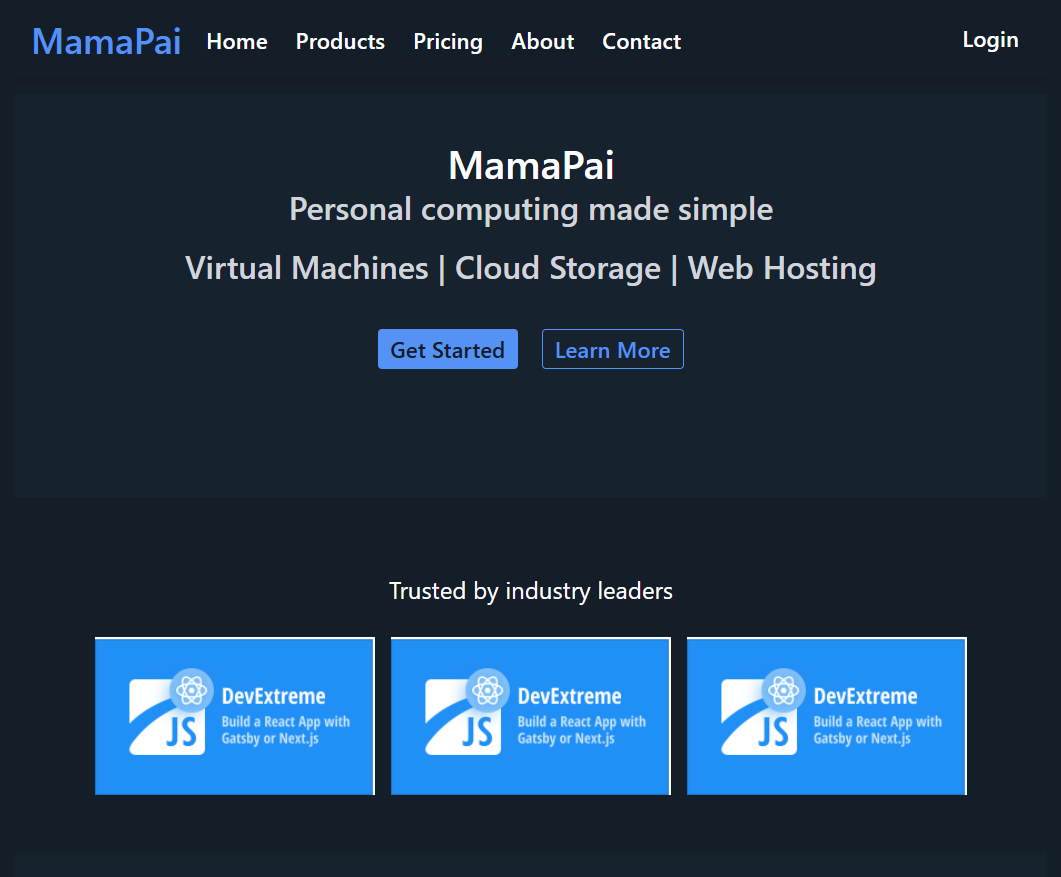 MamaPai Home Products Pricing About Contact Login
MamaPai
Personal computing made simple
Virtual Machines | Cloud Storage | Web Hosting
Get Started Learn More
Trusted by industry leaders
JS
DevExtreme
Build a React App with
Gatsby or Next.js
JS
DevExtreme
Build a React App with
Gatsby or Next.js
JS
DevExtreme
Build a React App with
Gatsby or Next.js